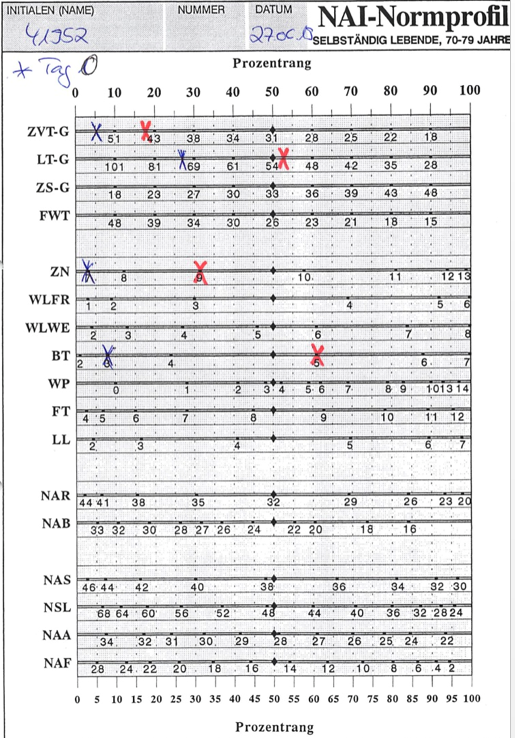 INITIALEN (NAME) NUMMER DATUM NAI-Normprofil
SELBSTÄNDIG LEBENDE, 70-79 JAHRE
* Tag 0
Prozentrang
0 10 20 30 40 50 60 70 80 90 100
ZVT-G 51 43 38 34 31 28 25 22 18
LT-G 101 81 69 61 54 48 42 35 28
ZS-G 18 23 27 30 33 36 39 43 48
FWT 48 39 34 30 26 23 21 18 15
ZN 8 9 10 11 12 13
WLFR 1 2 3 4 5 6
WLWE 2 3 4 5 6 7 8
BT 2 3 4 5 6 7
WP 0 1 2 3 4 5 6 7 8 9 10 13 14
FT 4 5 6 7 8 9 10 11 12
LL 2 3 4 5 6 7
NAR 44 41 38 35 32 29 26 23 20
NAB 33 32 30 28 27 26 24 22 20 18 16
NAS 46 44 42 40 38 36 34 32 30
NSL 68 64 60 56 52 48 44 40 36 32 28 24
NAA 34 32 31 30 29 28 27 26 25 24 22
NAF 28 24 22 20 18 16 14 12 10 8 6 4 2
0 5 10 15 20 25 30 35 40 45 50 55 60 65 70 75 80 85 90 95 100
Prozentrang